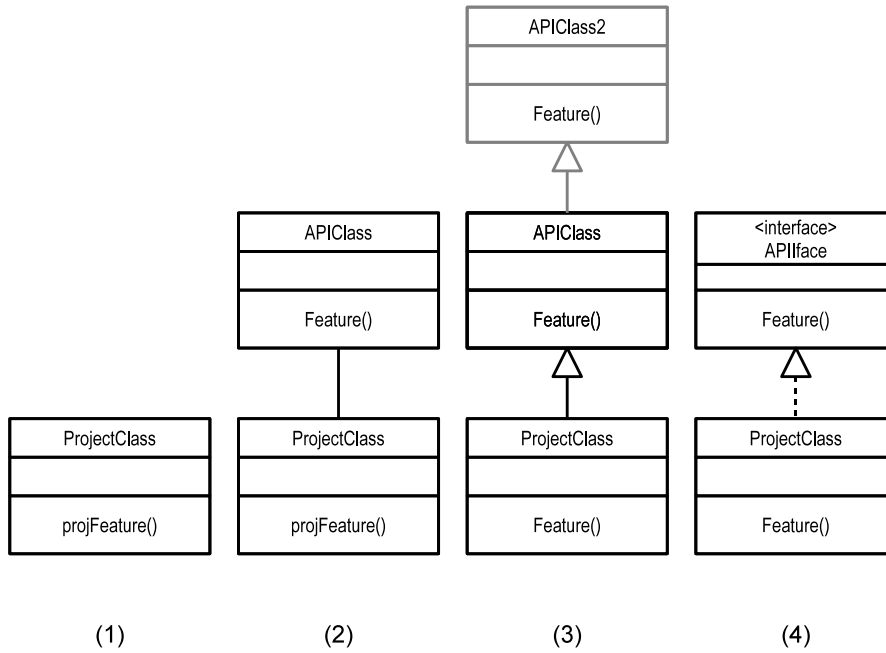 APIClass2
Feature()
APIClass
Feature()
APIClass
Feature()
<interface>
APIIface
Feature()
ProjectClass
projFeature()
ProjectClass
projFeature()
ProjectClass
Feature()
ProjectClass
Feature()
(1)
(2)
(3)
(4)